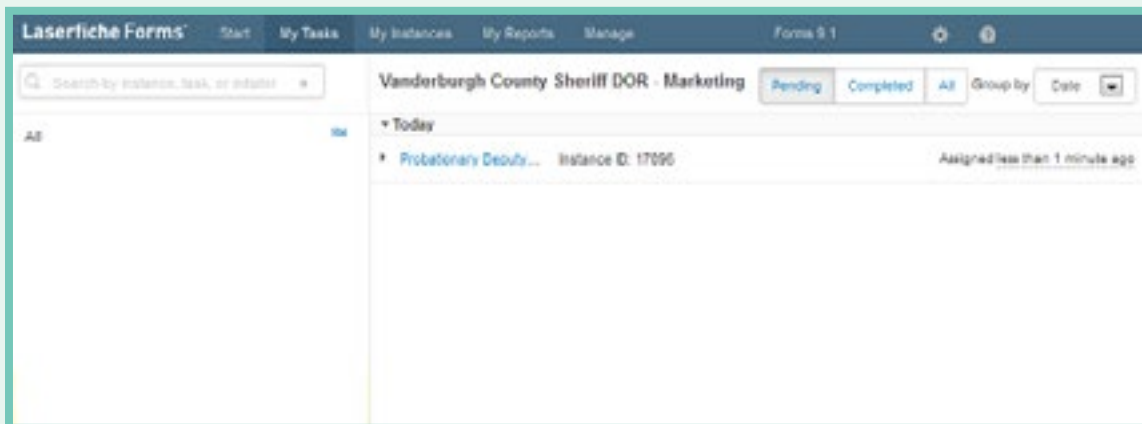 Laserfiche Forms
Start
My Tasks
My Instances
My Reports
Manage
Forms 9.1
Search by instance, task, or initiator
Vanderburgh County Sheriff DOR - Marketing
Pending
Completed
All
Group by
Date
All
Today
Probationary Deputy... Instance ID: 17696
Assigned less than 1 minute ago